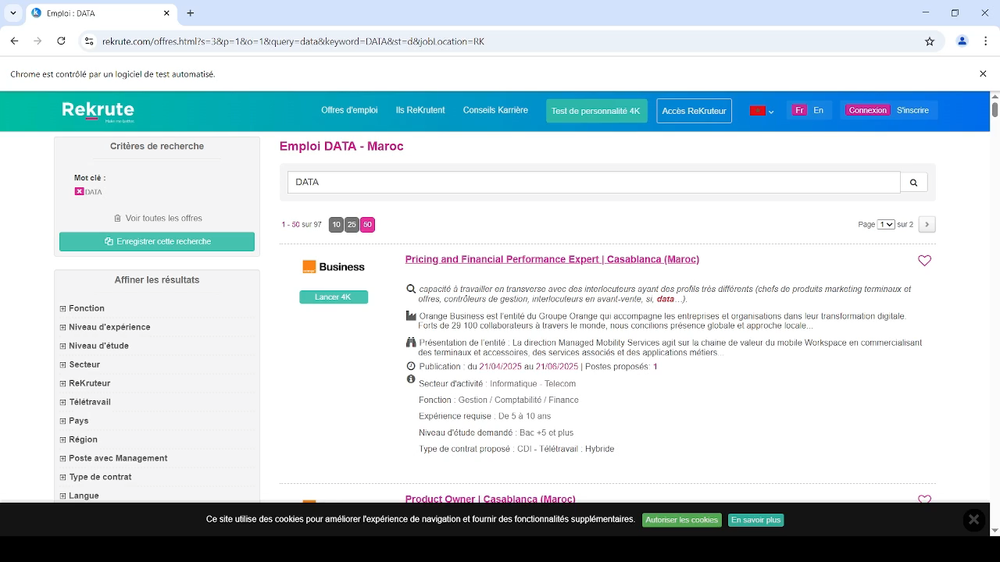 Emploi : DATA
rekrute.com/offres.html?s=3&p=1&o=1&query=data&keyword=DATA&st=d&jobLocation=RK
Chrome est contrôlé par un logiciel de test automatisé.
Rekrute
Offres d'emploi
Ils ReKrutent
Conseils Karrière
Test de personnalité 4K
Accès ReKruteur
Fr
En
Connexion
S'inscrire
Critères de recherche
Mot clé :
DATA
Voir toutes les offres
Enregistrer cette recherche
Affiner les résultats
Fonction
Niveau d'expérience
Niveau d'étude
Secteur
ReKruteur
Télétravail
Pays
Région
Poste avec Management
Type de contrat
Langue
Emploi DATA - Maroc
DATA
1 - 50 sur 97 10 25 50
Page 1 sur 2
Business
Lancer 4K
Pricing and Financial Performance Expert | Casablanca (Maroc)
capacité à travailler en transverse avec des interlocuteurs ayant des profils très différents (chefs de produits marketing terminaux et
offres, contrôleurs de gestion, interlocuteurs en avant-vente, si, data...).
Orange Business est l'entité du Groupe Orange qui accompagne les entreprises et organisations dans leur transformation digitale.
Forts de 29 100 collaborateurs à travers le monde, nous concilions présence globale et approche locale...
Présentation de l'entité : La direction Managed Mobility Services agit sur la chaine de valeur du mobile Workspace en commercialisant
des terminaux et accessoires, des services associés et des applications métiers...
Publication : du 21/04/2025 au 21/06/2025 | Postes proposés: 1
Secteur d'activité : Informatique - Telecom
Fonction : Gestion / Comptabilité / Finance
Expérience requise : De 5 à 10 ans
Niveau d'étude demandé : Bac +5 et plus
Type de contrat proposé : CDI - Télétravail : Hybride
Product Owner | Casablanca (Maroc)
Ce site utilise des cookies pour améliorer l'expérience de navigation et fournir des fonctionnalités supplémentaires.
Autoriser les cookies
En savoir plus